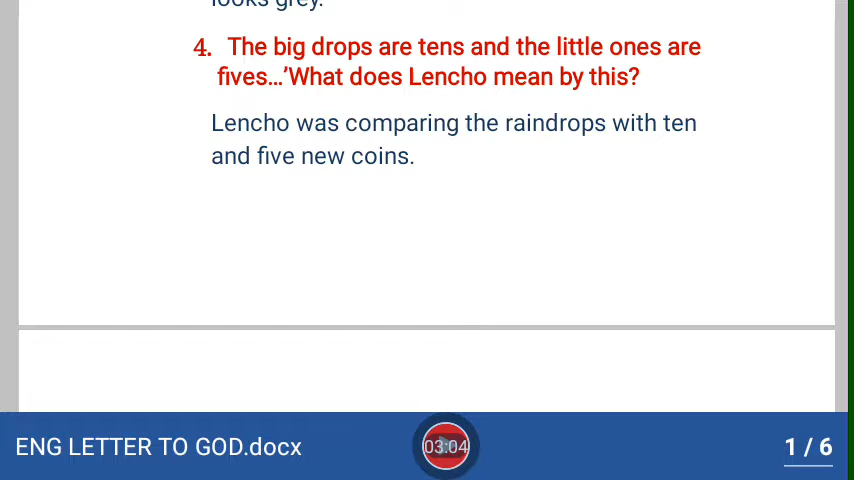 looks grey.
4. The big drops are tens and the little ones are
fives...’What does Lencho mean by this?
Lencho was comparing the raindrops with ten
and five new coins.
ENG LETTER TO GOD.docx
03:04
1 / 6